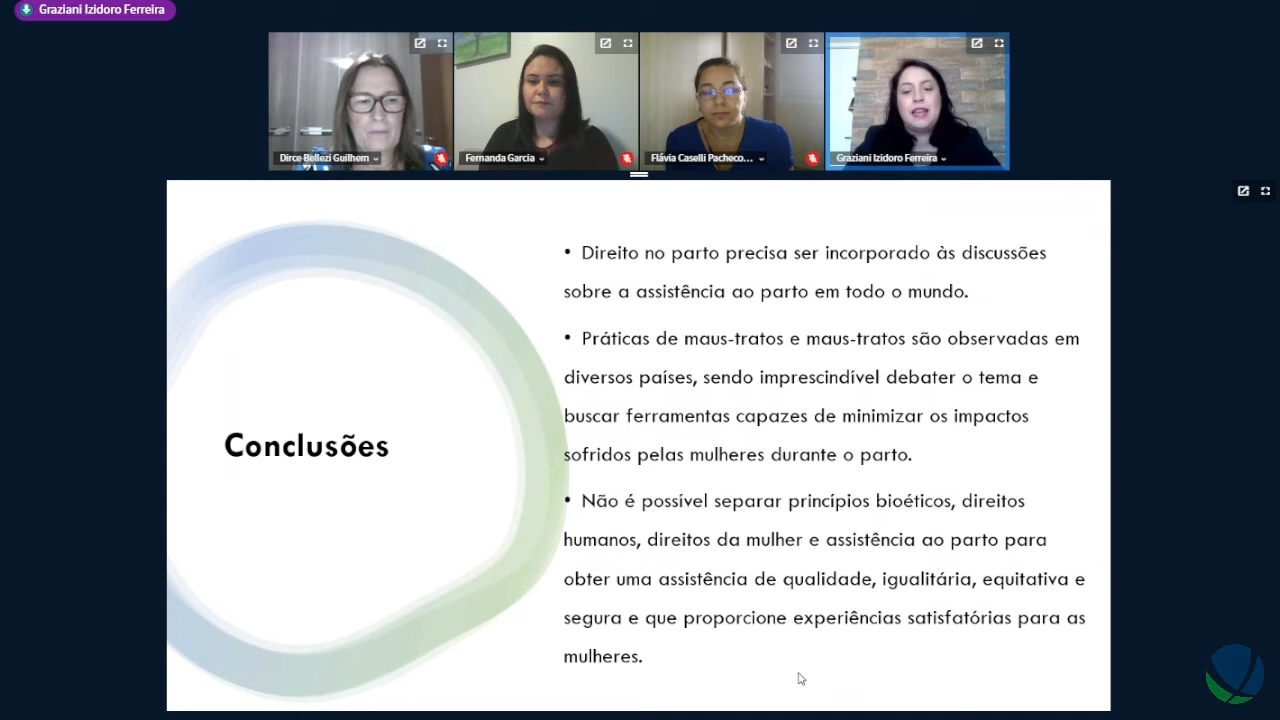 Graziani Izidoro Ferreira
Dirce Bellezi Guilhem
Fernanda Garcia
Flávia Caselli Pacheco...
Graziani Izidoro Ferreira
Conclusões
• Direito no parto precisa ser incorporado às discussões
sobre a assistência ao parto em todo o mundo.
• Práticas de maus-tratos e maus-tratos são observadas em
diversos países, sendo imprescindível debater o tema e
buscar ferramentas capazes de minimizar os impactos
sofridos pelas mulheres durante o parto.
• Não é possível separar princípios bioéticos, direitos
humanos, direitos da mulher e assistência ao parto para
obter uma assistência de qualidade, igualitária, equitativa e
segura e que proporcione experiências satisfatórias para as
mulheres.